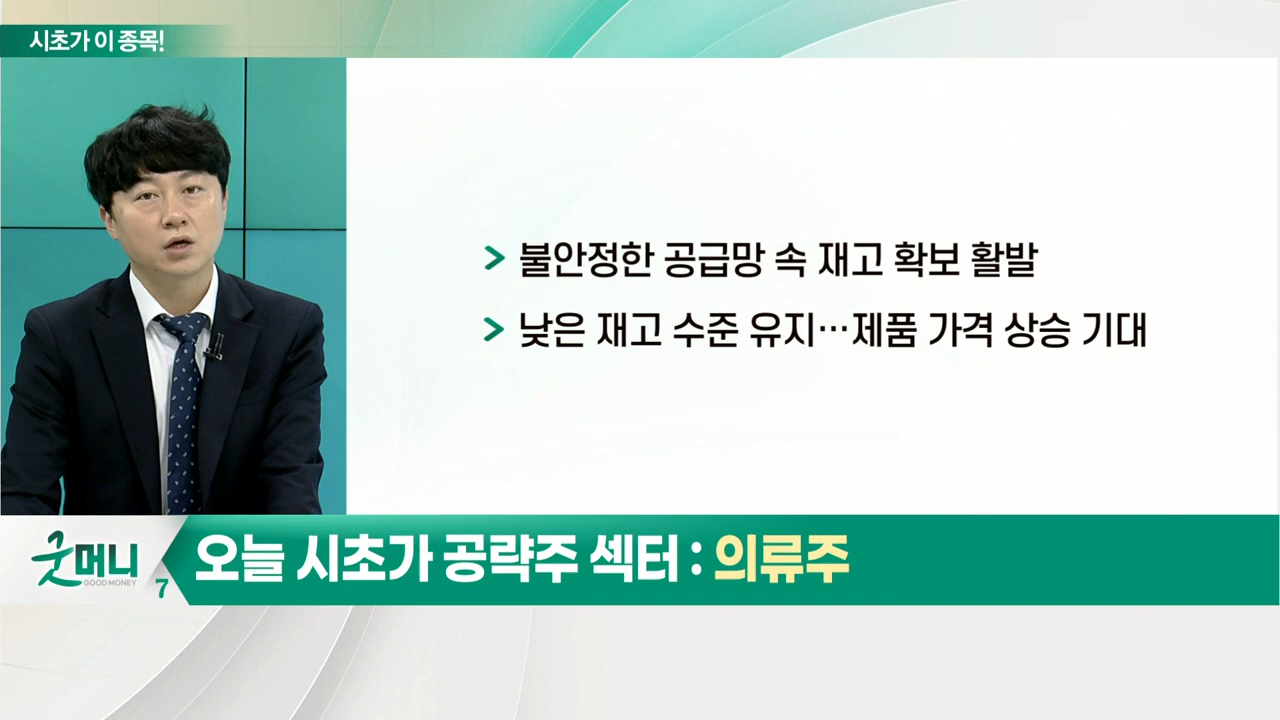 시초가 이 종목!
불안정한 공급망 속 재고 확보 활발
낮은 재고 수준 유지…제품 가격 상승 기대
굿머니
GOOD MONEY
7
오늘 시초가 공략주 섹터 : 의류주